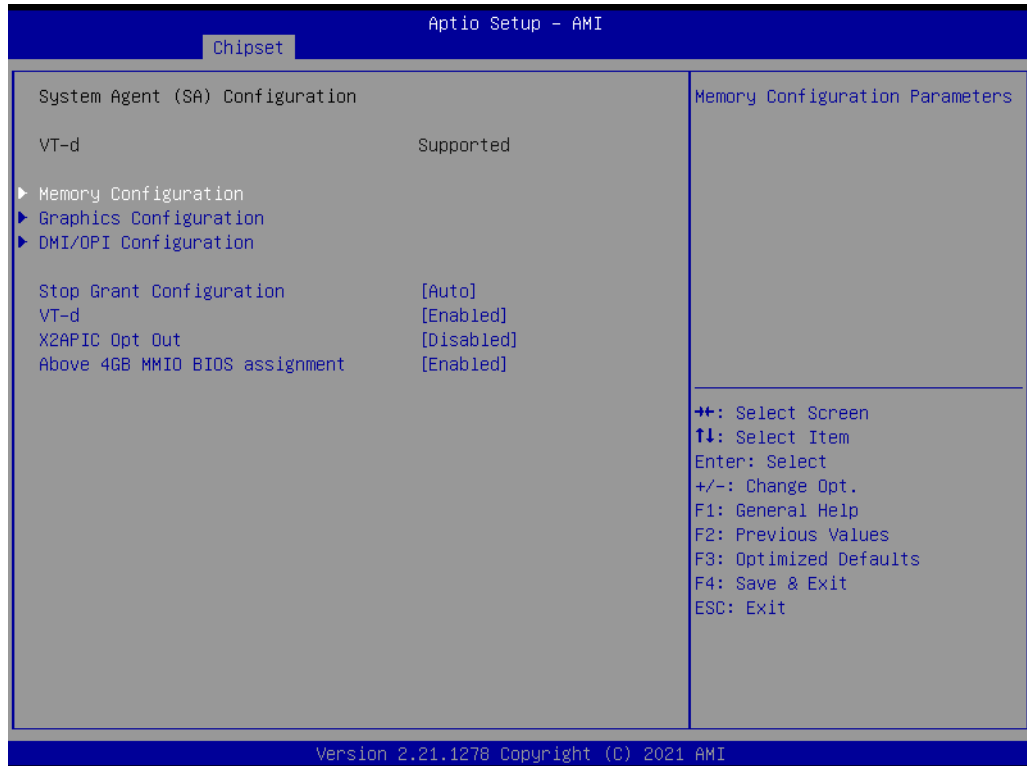 Aptio Setup – AMI
Chipset
System Agent (SA) Configuration
VT-d Supported
Memory Configuration
Graphics Configuration
DMI/OPI Configuration
Stop Grant Configuration [Auto]
VT-d [Enabled]
X2APIC Opt Out [Disabled]
Above 4GB MMIO BIOS assignment [Enabled]
Memory Configuration Parameters
→←: Select Screen
↑↓: Select Item
Enter: Select
+/-: Change Opt.
F1: General Help
F2: Previous Values
F3: Optimized Defaults
F4: Save & Exit
ESC: Exit
Version 2.21.1278 Copyright (C) 2021 AMI